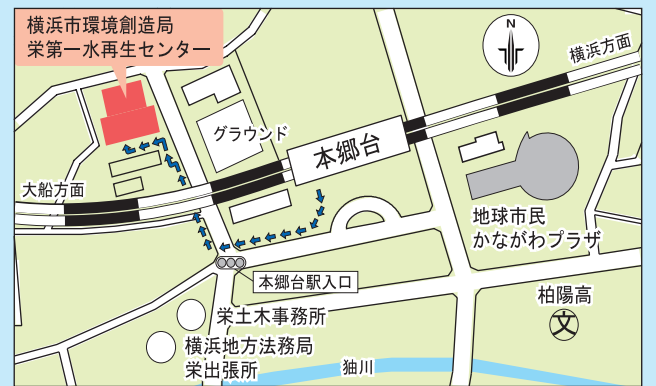 横浜市環境創造局
栄第一水再生センター
N
横浜方面
グラウンド
本郷台
大船方面
地球市民
かながわプラザ
本郷台駅入口
柏陽高
文
栄土木事務所
横浜地方法務局
栄出張所
㹨川